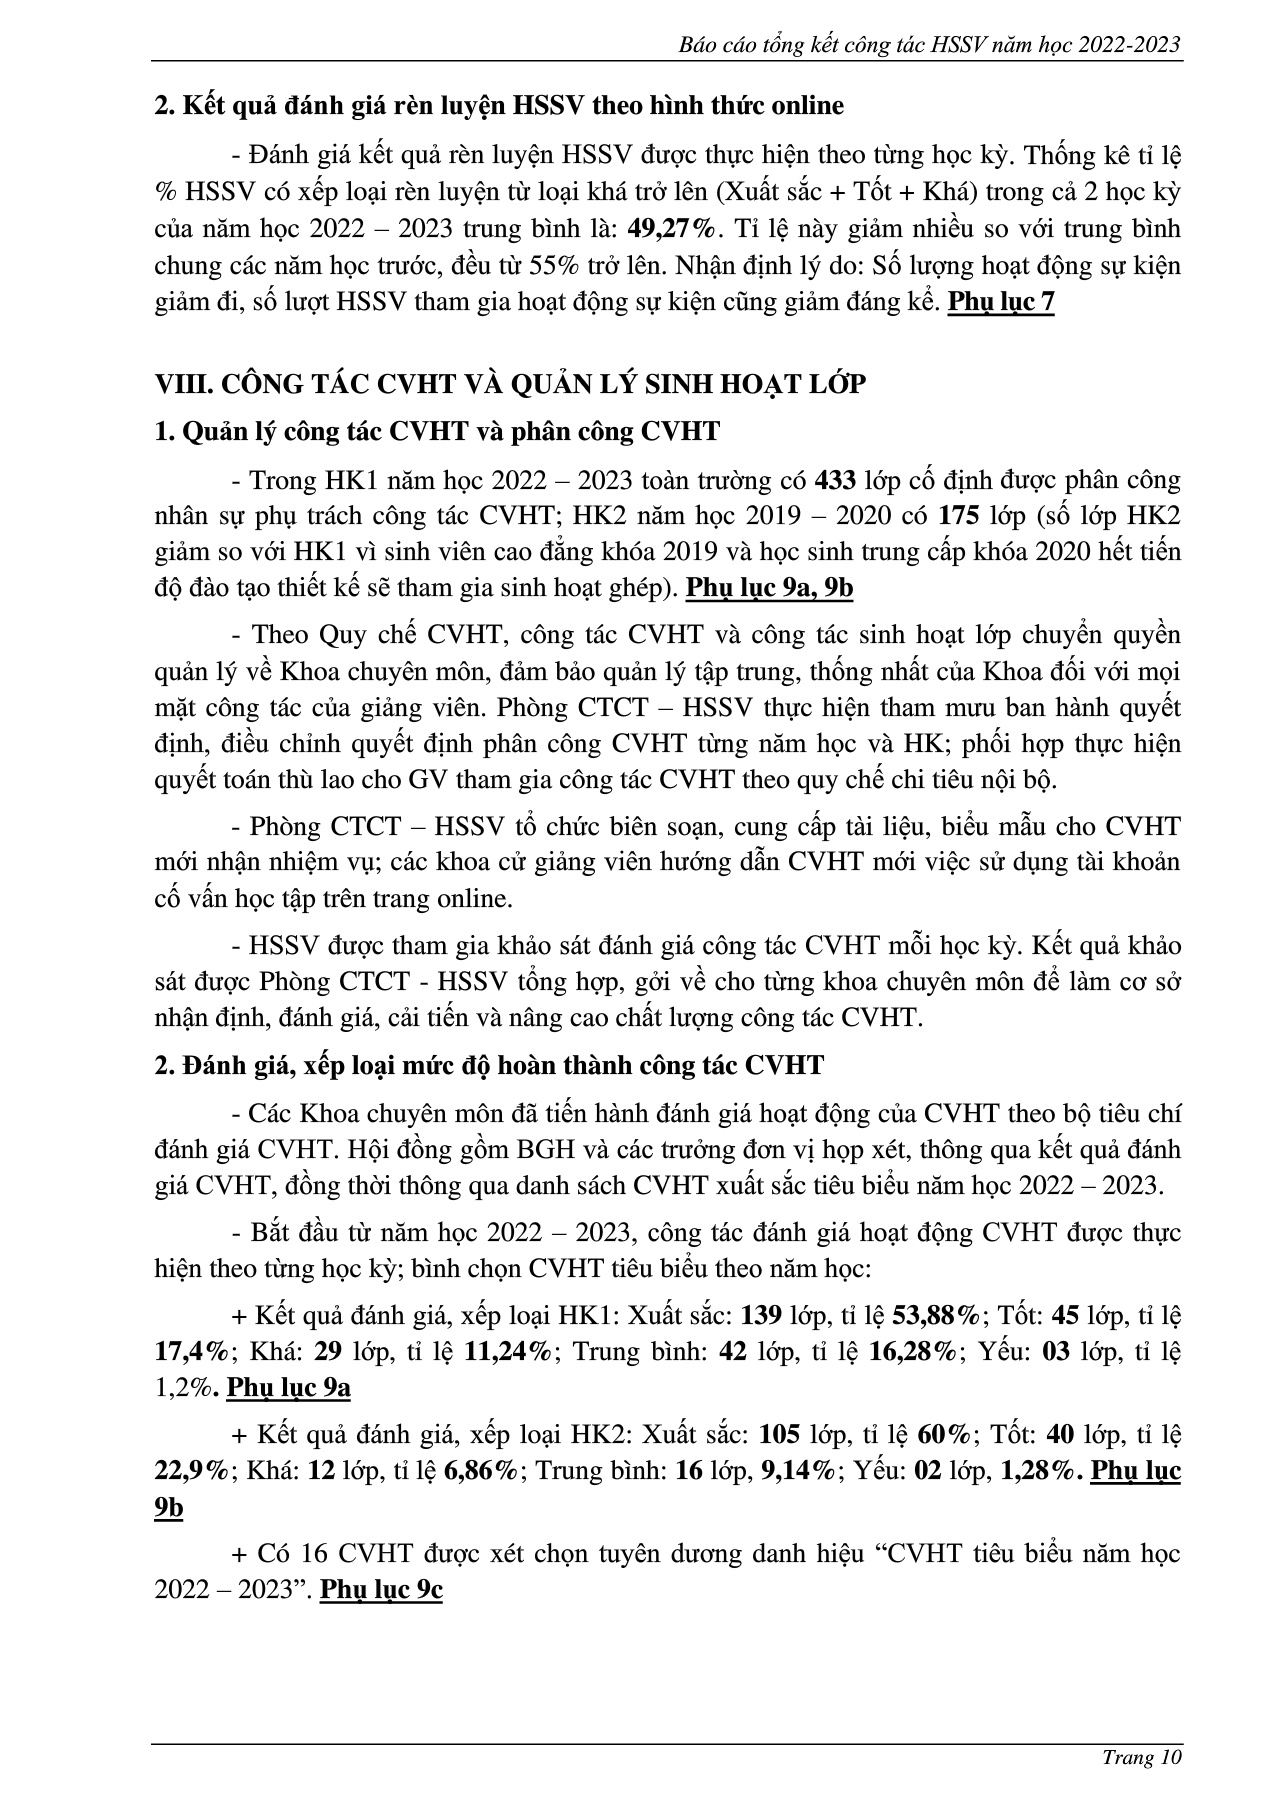 Báo cáo tổng kết công tác HSSV năm học 2022-2023
2. Kết quả đánh giá rèn luyện HSSV theo hình thức online
- Đánh giá kết quả rèn luyện HSSV được thực hiện theo từng học kỳ. Thống kê tỉ lệ
% HSSV có xếp loại rèn luyện từ loại khá trở lên (Xuất sắc + Tốt + Khá) trong cả 2 học kỳ
của năm học 2022 – 2023 trung bình là: 49,27%. Tỉ lệ này giảm nhiều so với trung bình
chung các năm học trước, đều từ 55% trở lên. Nhận định lý do: Số lượng hoạt động sự kiện
giảm đi, số lượt HSSV tham gia hoạt động sự kiện cũng giảm đáng kể. Phụ lục 7
VIII. CÔNG TÁC CVHT VÀ QUẢN LÝ SINH HOẠT LỚP
1. Quản lý công tác CVHT và phân công CVHT
- Trong HK1 năm học 2022 – 2023 toàn trường có 433 lớp cố định được phân công
nhân sự phụ trách công tác CVHT; HK2 năm học 2019 – 2020 có 175 lớp (số lớp HK2
giảm so với HK1 vì sinh viên cao đẳng khóa 2019 và học sinh trung cấp khóa 2020 hết tiến
độ đào tạo thiết kế sẽ tham gia sinh hoạt ghép). Phụ lục 9a, 9b
- Theo Quy chế CVHT, công tác CVHT và công tác sinh hoạt lớp chuyển quyền
quản lý về Khoa chuyên môn, đảm bảo quản lý tập trung, thống nhất của Khoa đối với mọi
mặt công tác của giảng viên. Phòng CTCT – HSSV thực hiện tham mưu ban hành quyết
định, điều chỉnh quyết định phân công CVHT từng năm học và HK; phối hợp thực hiện
quyết toán thù lao cho GV tham gia công tác CVHT theo quy chế chi tiêu nội bộ.
- Phòng CTCT – HSSV tổ chức biên soạn, cung cấp tài liệu, biểu mẫu cho CVHT
mới nhận nhiệm vụ; các khoa cử giảng viên hướng dẫn CVHT mới việc sử dụng tài khoản
cố vấn học tập trên trang online.
- HSSV được tham gia khảo sát đánh giá công tác CVHT mỗi học kỳ. Kết quả khảo
sát được Phòng CTCT - HSSV tổng hợp, gởi về cho từng khoa chuyên môn để làm cơ sở
nhận định, đánh giá, cải tiến và nâng cao chất lượng công tác CVHT.
2. Đánh giá, xếp loại mức độ hoàn thành công tác CVHT
- Các Khoa chuyên môn đã tiến hành đánh giá hoạt động của CVHT theo bộ tiêu chí
đánh giá CVHT. Hội đồng gồm BGH và các trưởng đơn vị họp xét, thông qua kết quả đánh
giá CVHT, đồng thời thông qua danh sách CVHT xuất sắc tiêu biểu năm học 2022 – 2023.
- Bắt đầu từ năm học 2022 – 2023, công tác đánh giá hoạt động CVHT được thực
hiện theo từng học kỳ; bình chọn CVHT tiêu biểu theo năm học:
+ Kết quả đánh giá, xếp loại HK1: Xuất sắc: 139 lớp, tỉ lệ 53,88%; Tốt: 45 lớp, tỉ lệ
17,4%; Khá: 29 lớp, tỉ lệ 11,24%; Trung bình: 42 lớp, tỉ lệ 16,28%; Yếu: 03 lớp, tỉ lệ
1,2%. Phụ lục 9a
+ Kết quả đánh giá, xếp loại HK2: Xuất sắc: 105 lớp, tỉ lệ 60%; Tốt: 40 lớp, tỉ lệ
22,9%; Khá: 12 lớp, tỉ lệ 6,86%; Trung bình: 16 lớp, 9,14%; Yếu: 02 lớp, 1,28%. Phụ lục
9b
+ Có 16 CVHT được xét chọn tuyên dương danh hiệu “CVHT tiêu biểu năm học
2022 – 2023”. Phụ lục 9c
Trang 10